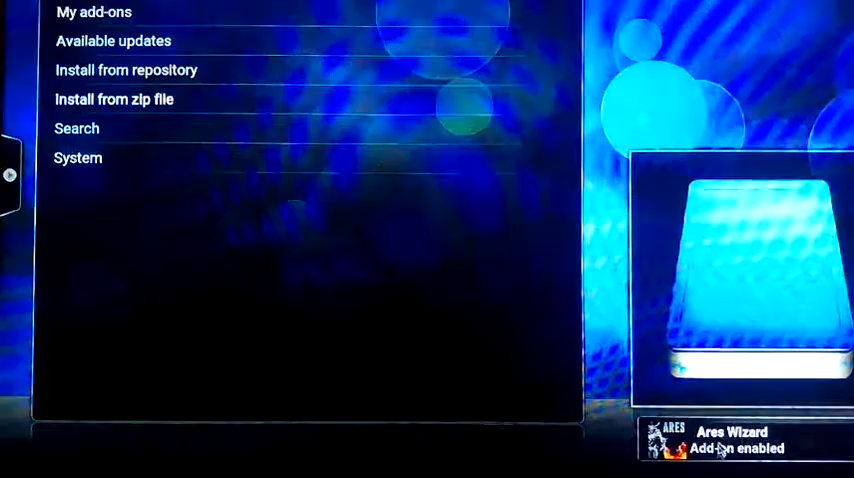 My add-ons
Available updates
Install from repository
Install from zip file
Search
System
ARES
Ares Wizard
Add-on enabled